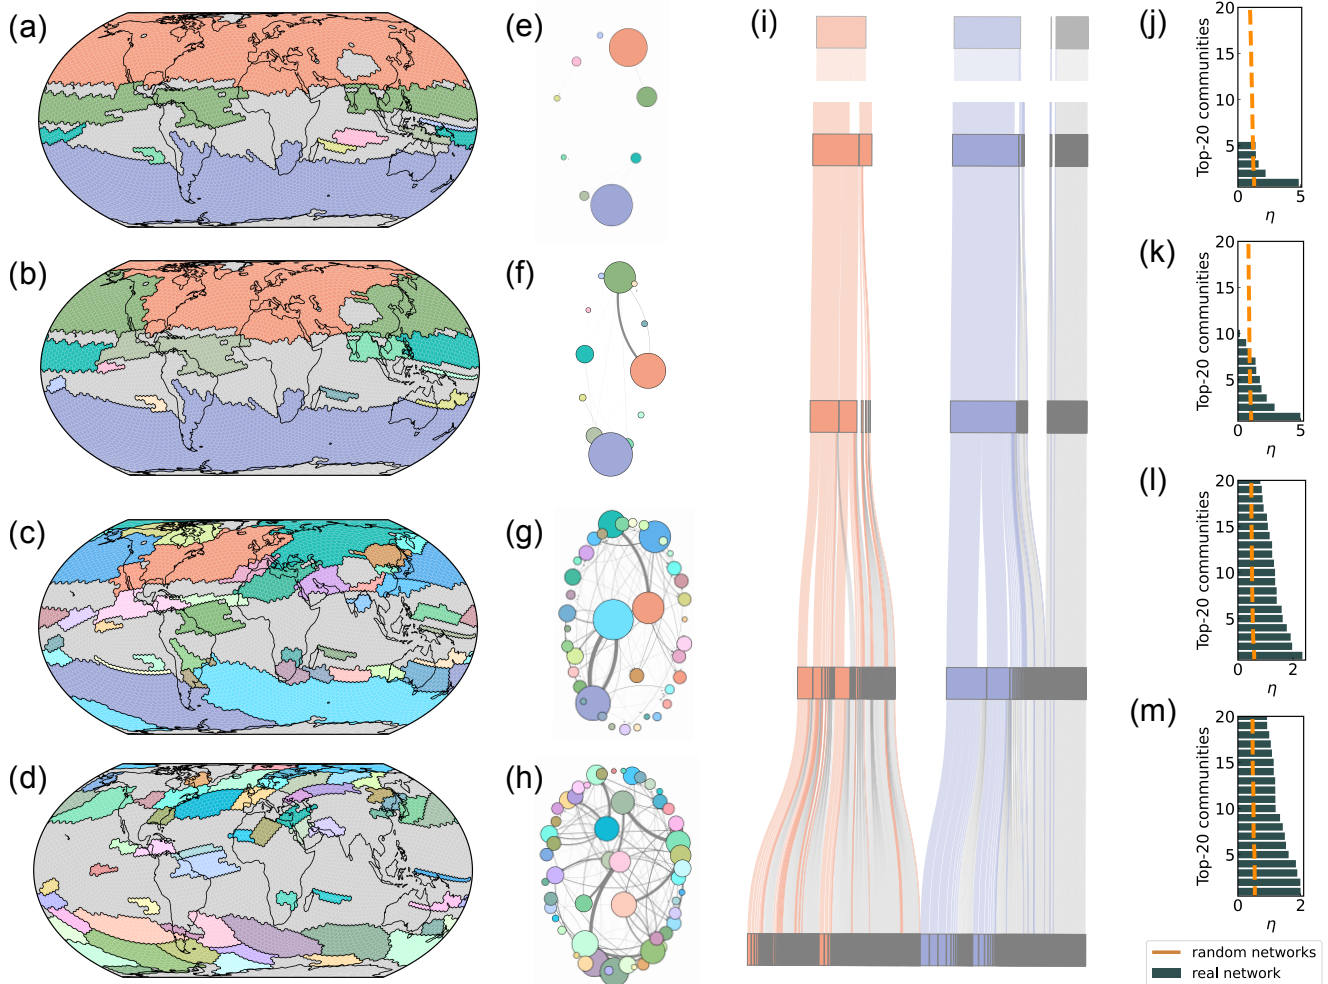 (a)
(b)
(c)
(d)
(e)
(f)
(g)
(h)
(i)
(j)
20
15
10
5
0
5
Top-20 communities
η
(k)
20
15
10
5
0
5
Top-20 communities
η
(l)
20
15
10
5
0
2
Top-20 communities
η
(m)
20
15
10
5
0
2
Top-20 communities
η
random networks
real network